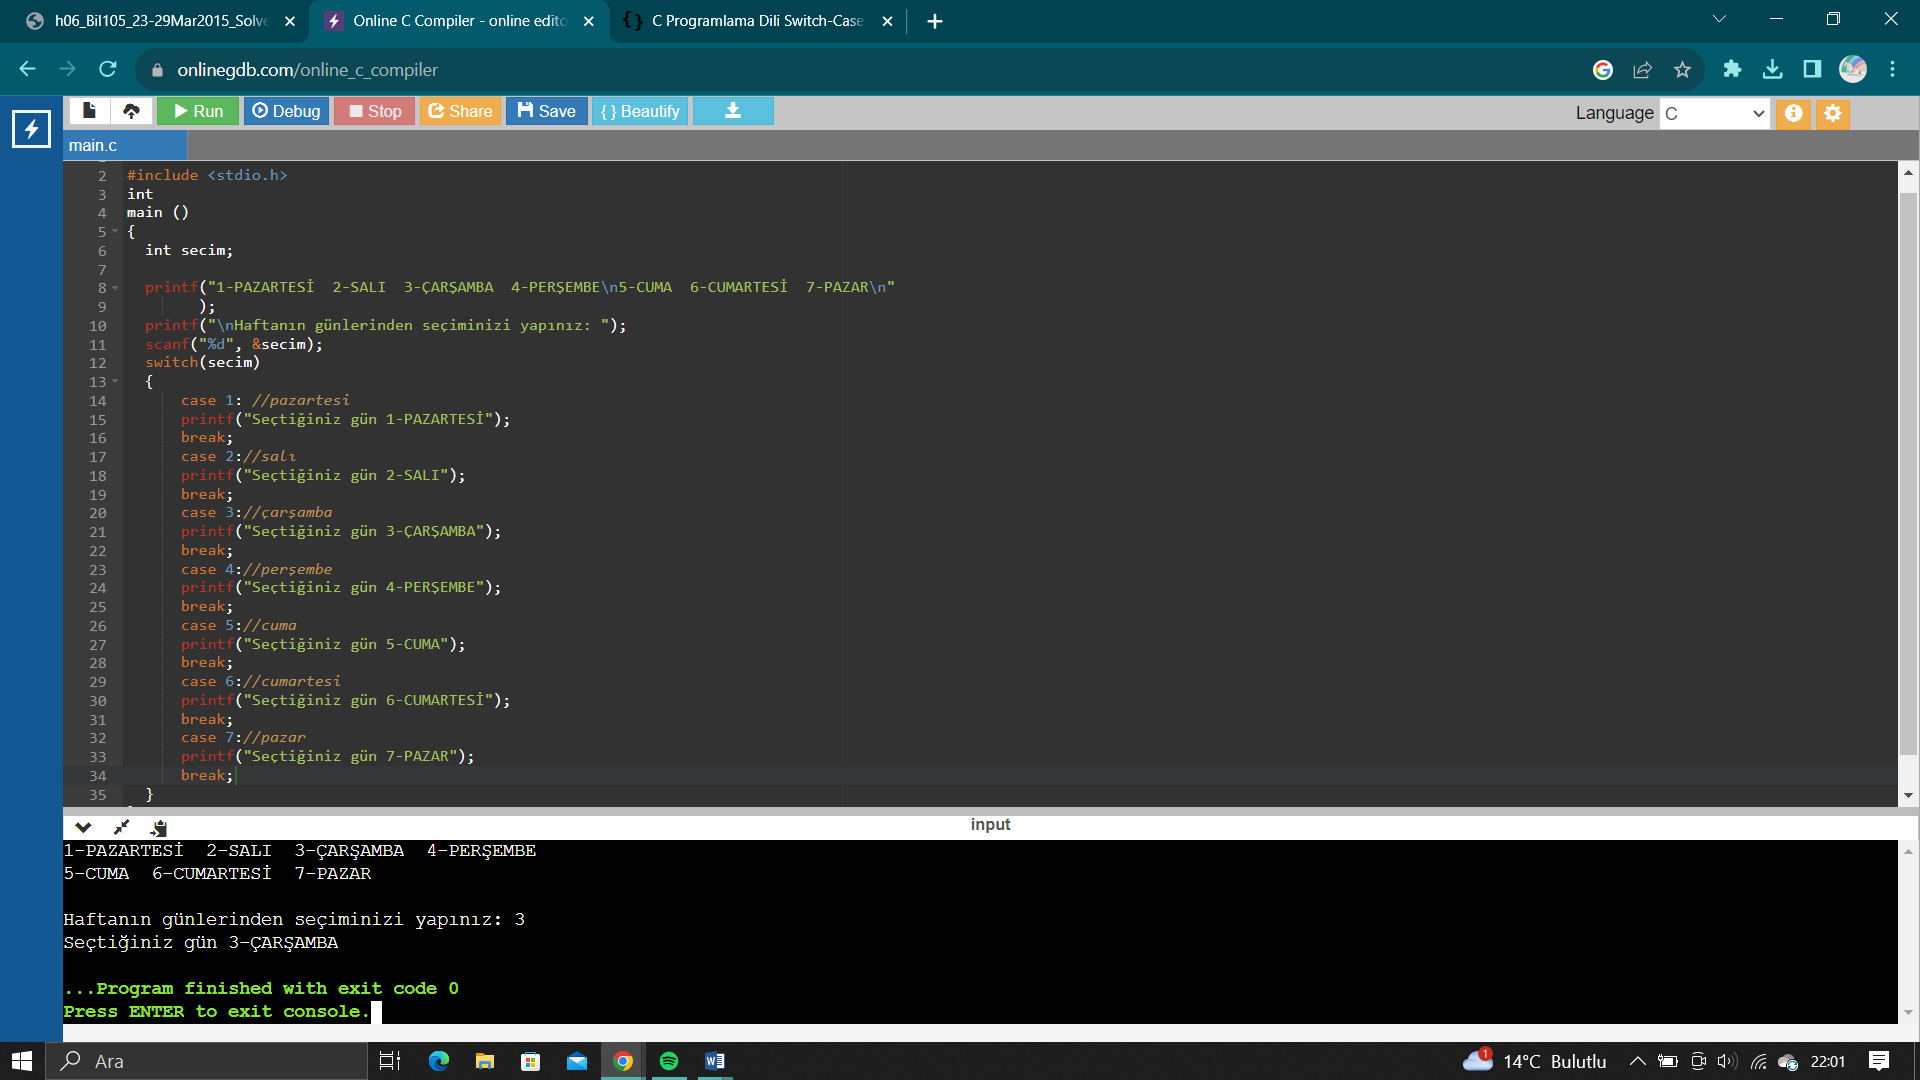 h06_Bil105_23-29Mar2015_Solve
Online C Compiler - online edito
C Programlama Dili Switch-Case
onlinegdb.com/online_c_compiler
Run
Debug
Stop
Share
Save
{ } Beautify
Language C
main.c
2 #include <stdio.h>
3 int
4 main ()
5 {
6 int secim;
7
8 printf("1-PAZARTESİ  2-SALI  3-ÇARŞAMBA  4-PERŞEMBE\n5-CUMA  6-CUMARTESİ  7-PAZAR\n"
9 );
10 printf("\nHaftanın günlerinden seçiminizi yapınız: ");
11 scanf("%d", &secim);
12 switch(secim)
13 {
14 case 1: //pazartesi
15 printf("Seçtiğiniz gün 1-PAZARTESİ");
16 break;
17 case 2://salı
18 printf("Seçtiğiniz gün 2-SALI");
19 break;
20 case 3://çarşamba
21 printf("Seçtiğiniz gün 3-ÇARŞAMBA");
22 break;
23 case 4://perşembe
24 printf("Seçtiğiniz gün 4-PERŞEMBE");
25 break;
26 case 5://cuma
27 printf("Seçtiğiniz gün 5-CUMA");
28 break;
29 case 6://cumartesi
30 printf("Seçtiğiniz gün 6-CUMARTESİ");
31 break;
32 case 7://pazar
33 printf("Seçtiğiniz gün 7-PAZAR");
34 break;
35 }
input
1-PAZARTESİ  2-SALI  3-ÇARŞAMBA  4-PERŞEMBE
5-CUMA  6-CUMARTESİ  7-PAZAR
Haftanın günlerinden seçiminizi yapınız: 3
Seçtiğiniz gün 3-ÇARŞAMBA
...Program finished with exit code 0
Press ENTER to exit console.
Ara
1
14°C Bulutlu
22:01